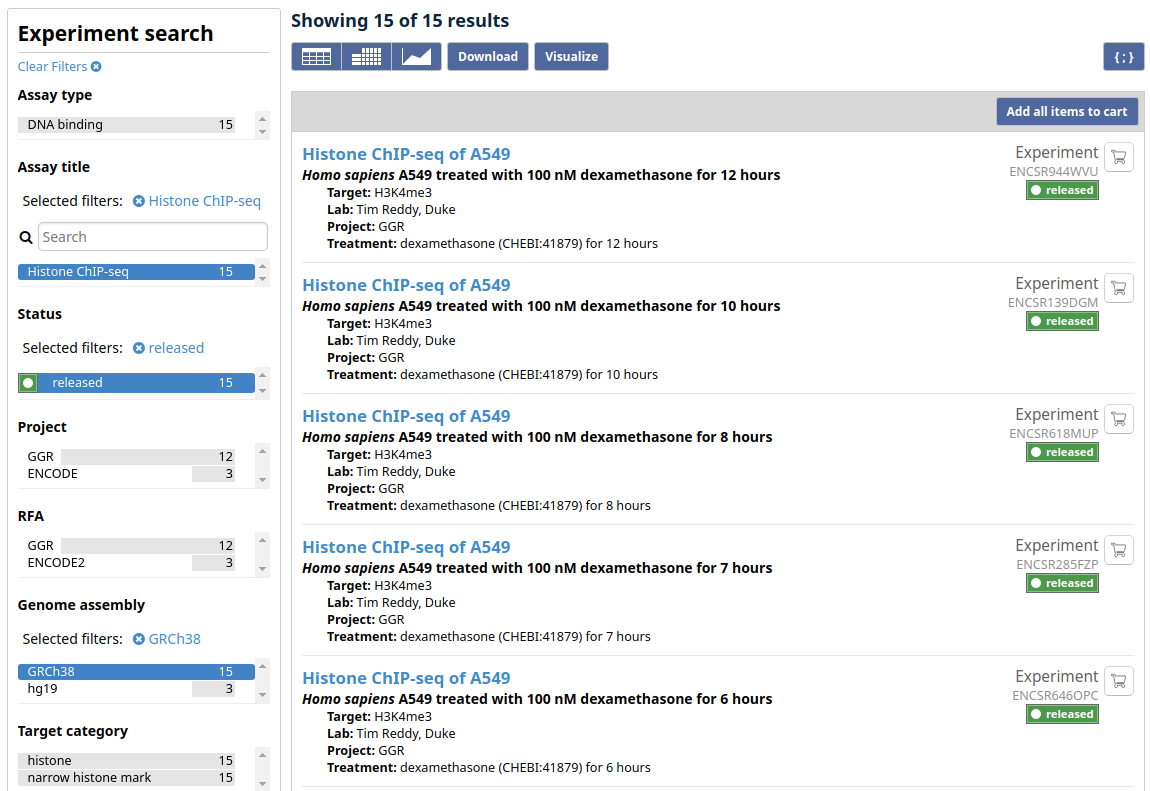 Experiment search
Clear Filters
Assay type
DNA binding 15
Assay title
Selected filters: Histone ChIP-seq
Search
Histone ChIP-seq 15
Status
Selected filters: released
released 15
Project
GGR 12
ENCODE 3
RFA
GGR 12
ENCODE2 3
Genome assembly
Selected filters: GRCh38
GRCh38 15
hg19 3
Target category
histone 15
narrow histone mark 15
Showing 15 of 15 results
Download
Visualize
{ ; }
Add all items to cart
Histone ChIP-seq of A549
Homo sapiens A549 treated with 100 nM dexamethasone for 12 hours
Target: H3K4me3
Lab: Tim Reddy, Duke
Project: GGR
Treatment: dexamethasone (CHEBI:41879) for 12 hours
Experiment
ENCSR944WVU
released
Histone ChIP-seq of A549
Homo sapiens A549 treated with 100 nM dexamethasone for 10 hours
Target: H3K4me3
Lab: Tim Reddy, Duke
Project: GGR
Treatment: dexamethasone (CHEBI:41879) for 10 hours
Experiment
ENCSR139DGM
released
Histone ChIP-seq of A549
Homo sapiens A549 treated with 100 nM dexamethasone for 8 hours
Target: H3K4me3
Lab: Tim Reddy, Duke
Project: GGR
Treatment: dexamethasone (CHEBI:41879) for 8 hours
Experiment
ENCSR618MUP
released
Histone ChIP-seq of A549
Homo sapiens A549 treated with 100 nM dexamethasone for 7 hours
Target: H3K4me3
Lab: Tim Reddy, Duke
Project: GGR
Treatment: dexamethasone (CHEBI:41879) for 7 hours
Experiment
ENCSR285FZP
released
Histone ChIP-seq of A549
Homo sapiens A549 treated with 100 nM dexamethasone for 6 hours
Target: H3K4me3
Lab: Tim Reddy, Duke
Project: GGR
Treatment: dexamethasone (CHEBI:41879) for 6 hours
Experiment
ENCSR646OPC
released